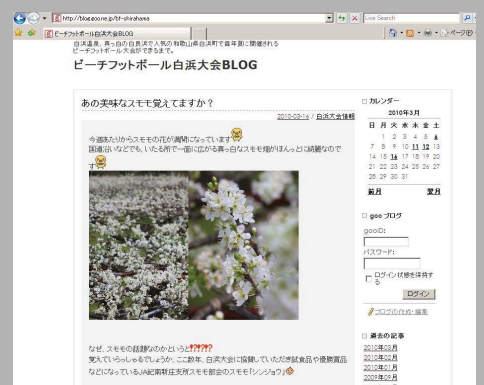 http://blog.goo.ne.jp/bf-shirahama
Live Search
ビーチフットボール白浜大会BLOG
ページ(P)
白浜温泉、真っ白の白良浜で人気の和歌山県白浜町で毎年夏に開催される
ビーチフットボール大会ができるまで。
ビーチフットボール白浜大会BLOG
あの美味なスモモ覚えてますか?
2010-03-16 / 白浜大会情報
今週あたりからスモモの花が満開になっています
国道沿いなどでも、いたる所で一面に広がる真っ白なスモモ畑がほんっとに綺麗なので
す
なぜ、スモモの話題なのかというと?!?!?!?
覚えていらっしゃるでしょうか、ここ数年、白浜大会に協賛していただき試食品や優勝賞品
などになっているJA紀南新庄支所スモモ部会のスモモ「シンジョウ」
カレンダー
2010年3月
日 月 火 水 木 金 土
1 2 3 4 5 6
7 8 9 10 11 12 13
14 15 16 17 18 19 20
21 22 23 24 25 26 27
28 29 30 31
前月 翌月
goo ブログ
gooID:
パスワード:
ログイン状態を保持す
る
ログイン
ブログの作成・編集
過去の記事
2010年03月
2010年02月
2010年01月
2009年09月